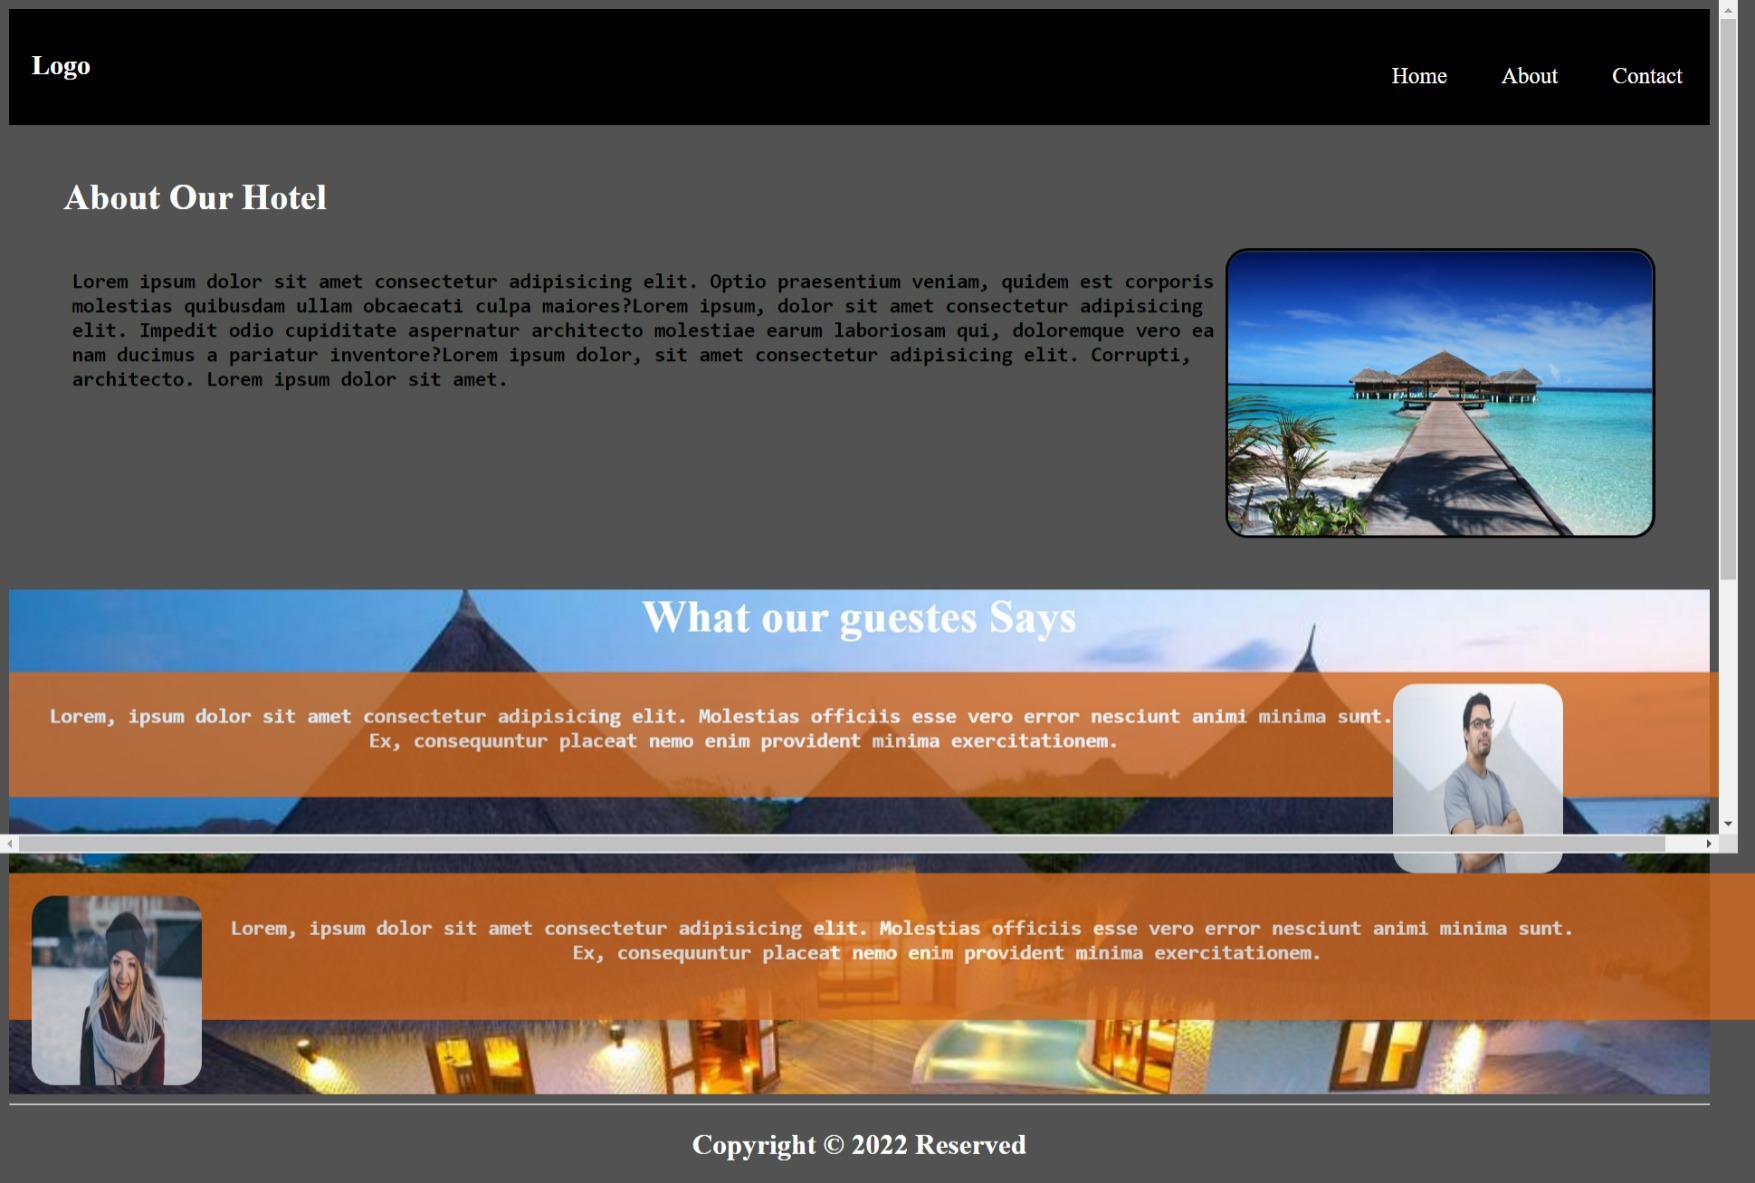 Logo
Home About Contact
About Our Hotel
Lorem ipsum dolor sit amet consectetur adipisicing elit. Optio praesentium veniam, quidem est corporis
molestias quibusdam ullam obcaecati culpa maiores?Lorem ipsum, dolor sit amet consectetur adipisicing
elit. Impedit odio cupiditate aspernatur architecto molestiae earum laboriosam qui, doloremque vero ea
nam ducimus a pariatur inventore?Lorem ipsum dolor, sit amet consectetur adipisicing elit. Corrupti,
architecto. Lorem ipsum dolor sit amet.
What our guestes Says
Lorem, ipsum dolor sit amet consectetur adipisicing elit. Molestias officiis esse vero error nesciunt animi minima sunt.
Ex, consequuntur placeat nemo enim provident minima exercitationem.
Lorem, ipsum dolor sit amet consectetur adipisicing elit. Molestias officiis esse vero error nesciunt animi minima sunt.
Ex, consequuntur placeat nemo enim provident minima exercitationem.
Copyright © 2022 Reserved